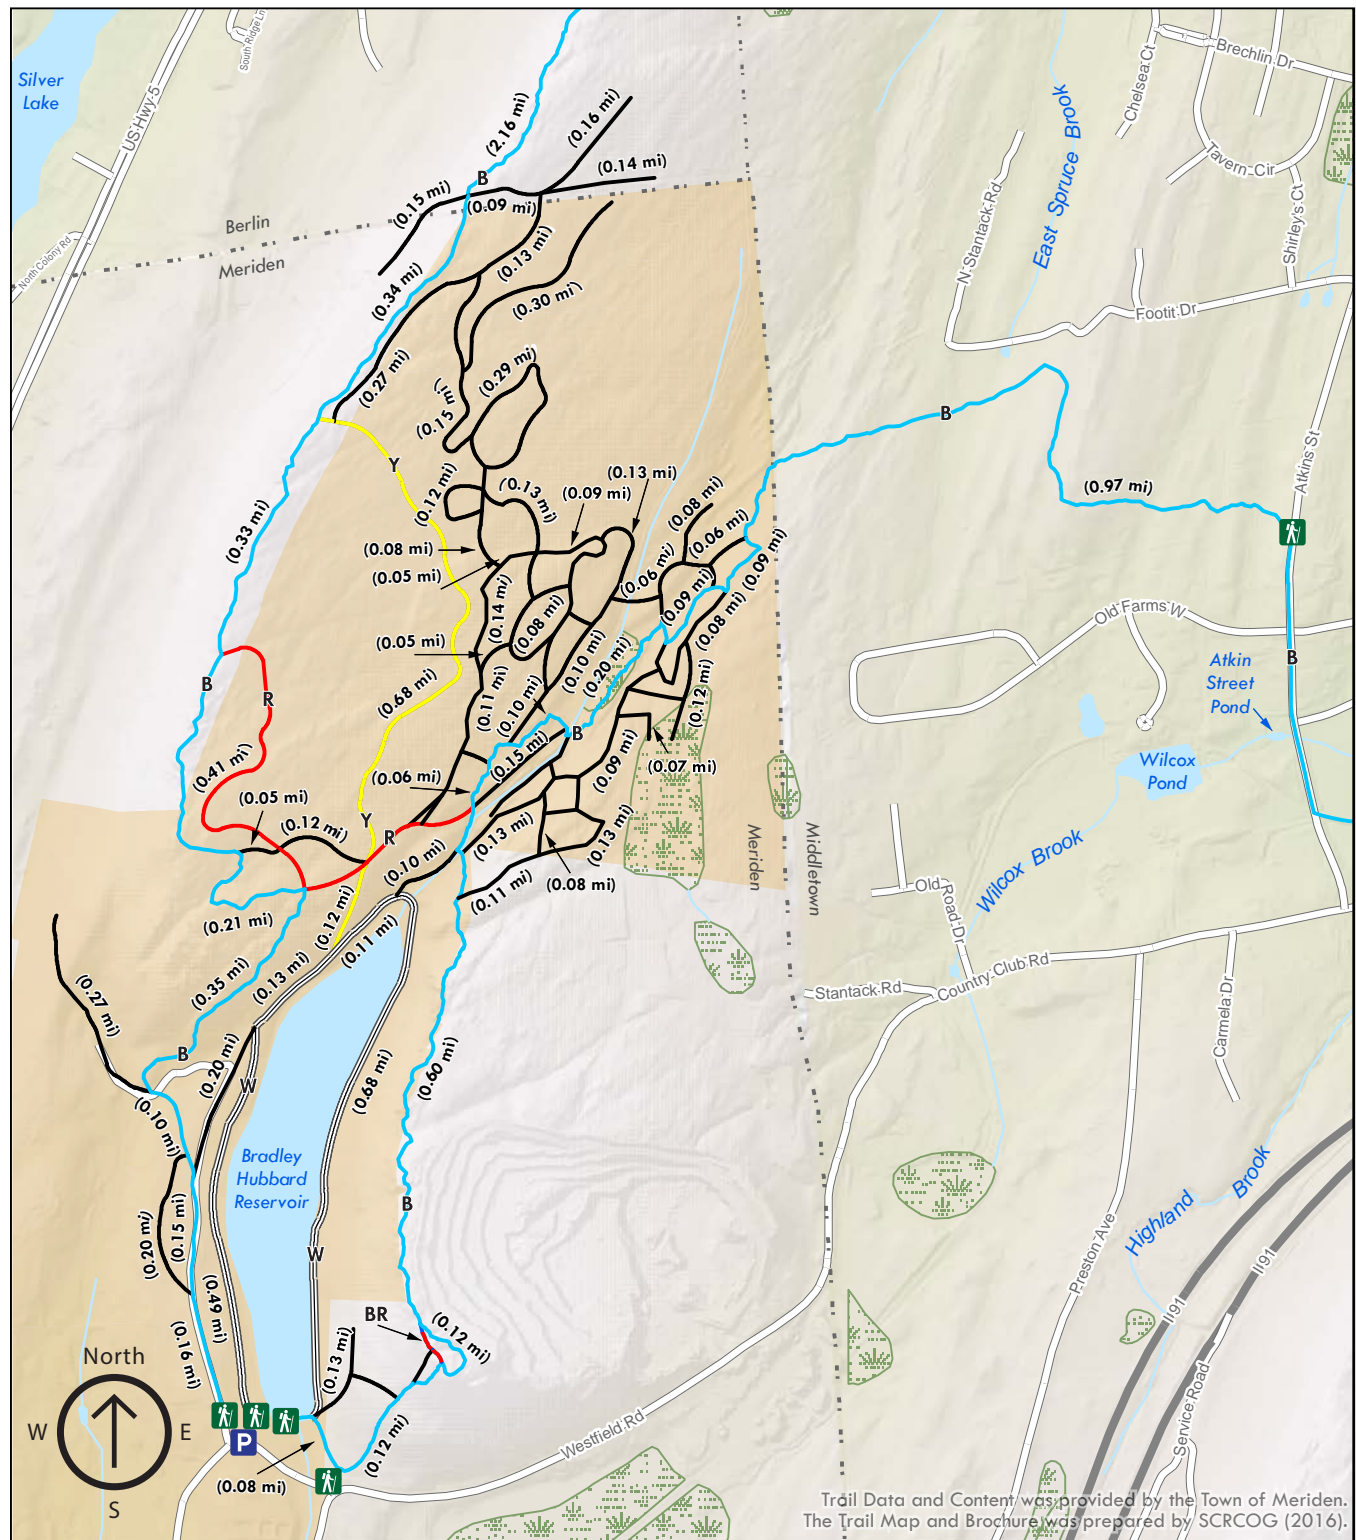 Silver
Lake
South Ridge Ln
US Hwy 5
Brechlin Dr
Chelsea Ct
(2.16 mi)
(0.16 mi)
East Spruce Brook
Tavern Cir
(0.14 mi)
B
(0.15 mi)
(0.09 mi)
N Stantack Rd
Shirley's Ct
Berlin
Meriden
North Colony Rd
(0.13 mi)
(0.34 mi)
(0.30 mi)
Footit Dr
(0.27 mi)
(0.29 mi)
(0.15 mi)
B
Atkins St
Y
(0.13 mi)
(0.12 mi)
(0.13 mi)
(0.09 mi)
(0.08 mi)
(0.97 mi)
(0.33 mi)
(0.06 mi)
(0.08 mi)
(0.05 mi)
(0.06 mi)
(0.09 mi)
(0.09 mi)
(0.14 mi)
(0.08 mi)
(0.08 mi)
Old Farms W
(0.05 mi)
(0.10 mi)
(0.20 mi)
B
Atkin
Street
Pond
B
R
(0.68 mi)
(0.11 mi)
(0.10 mi)
(0.12 mi)
B
(0.15 mi)
(0.09 mi)
(0.07 mi)
Wilcox
Pond
(0.41 mi)
(0.06 mi)
(0.05 mi)
(0.12 mi)
Y
R
(0.13 mi)
(0.13 mi)
Meriden
Middletown
Wilcox Brook
(0.10 mi)
(0.08 mi)
(0.11 mi)
Old Road Dr
(0.21 mi)
(0.12 mi)
(0.11 mi)
(0.35 mi)
(0.13 mi)
Country Club Rd
Stantack Rd
(0.27 mi)
Carmela Dr
B
(0.20 mi)
W
(0.68 mi)
(0.60 mi)
(0.10 mi)
Bradley
Hubbard
Reservoir
Highland Brook
B
(0.20 mi)
(0.15 mi)
W
Preston Ave
I 91
(0.49 mi)
I 91
BR
(0.12 mi)
(0.16 mi)
(0.13 mi)
North
W
E
S
P
(0.12 mi)
(0.08 mi)
Westfield Rd
Service Road
Trail Data and Content was provided by the Town of Meriden.
The Trail Map and Brochure was prepared by SCRCOG (2016).